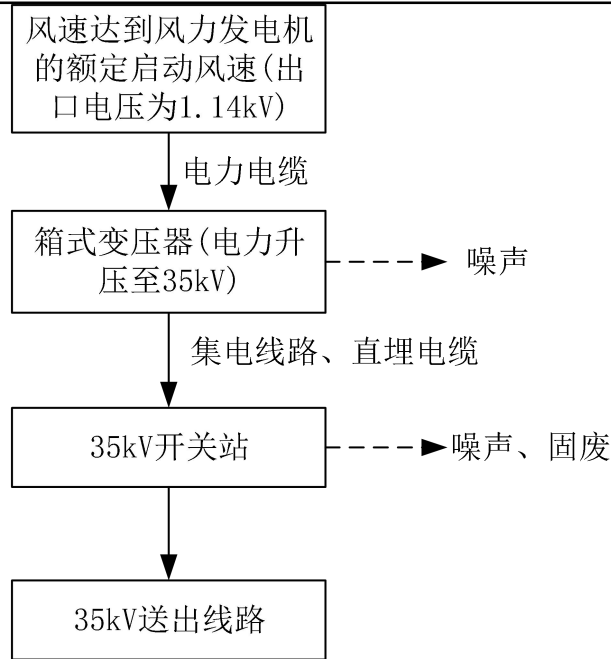 风速达到风力发电机
的额定启动风速(出
口电压为1.14kV)
电力电缆
箱式变压器(电力升
压至35kV)
噪声
集电线路、直埋电缆
35kV开关站
噪声、固废
35kV送出线路